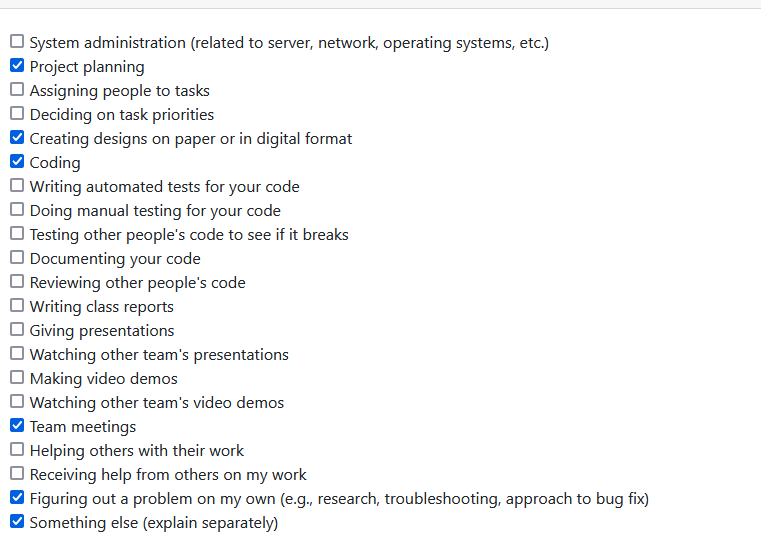 System administration (related to server, network, operating systems, etc.)
Project planning
Assigning people to tasks
Deciding on task priorities
Creating designs on paper or in digital format
Coding
Writing automated tests for your code
Doing manual testing for your code
Testing other people's code to see if it breaks
Documenting your code
Reviewing other people's code
Writing class reports
Giving presentations
Watching other team's presentations
Making video demos
Watching other team's video demos
Team meetings
Helping others with their work
Receiving help from others on my work
Figuring out a problem on my own (e.g., research, troubleshooting, approach to bug fix)
Something else (explain separately)